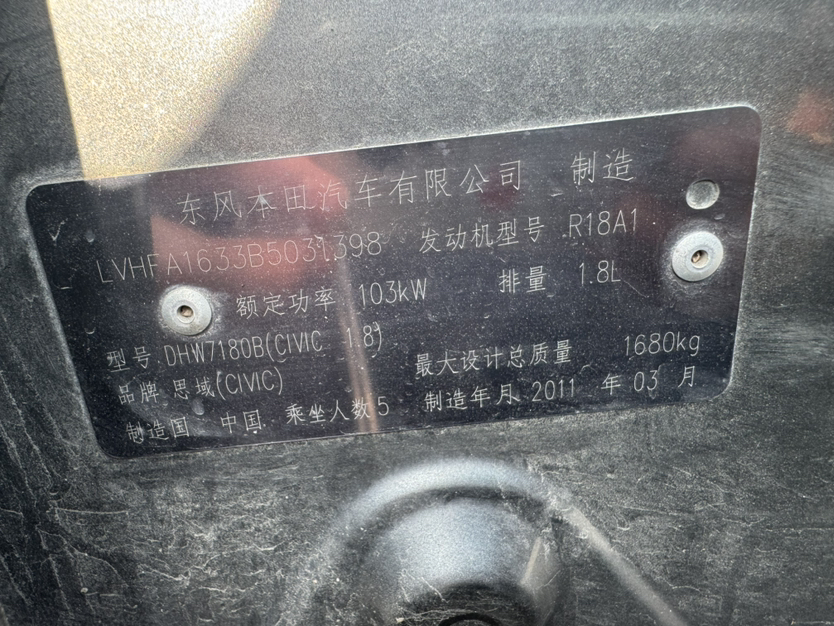 东风本田汽车有限公司 制造
LVHFA1633B5031398 发动机型号 R18A1
额定功率 103kW 排量 1.8L
型号 DHW7180B(CIVIC 1.8) 最大设计总质量 1680kg
品牌 思域(CIVIC)
制造国 中国 乘坐人数 5 制造年月 2011 年 03 月